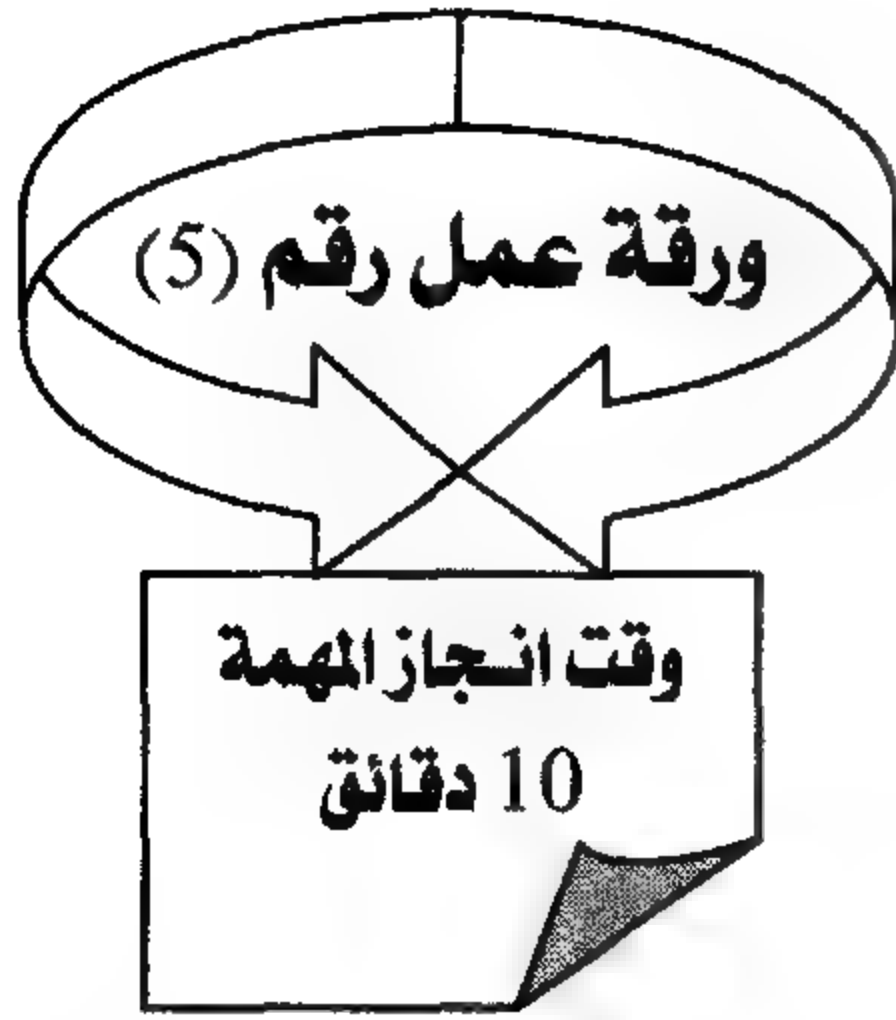 ورقة عمل رقم (5)
وقت انجاز المهمة
10 دقائق